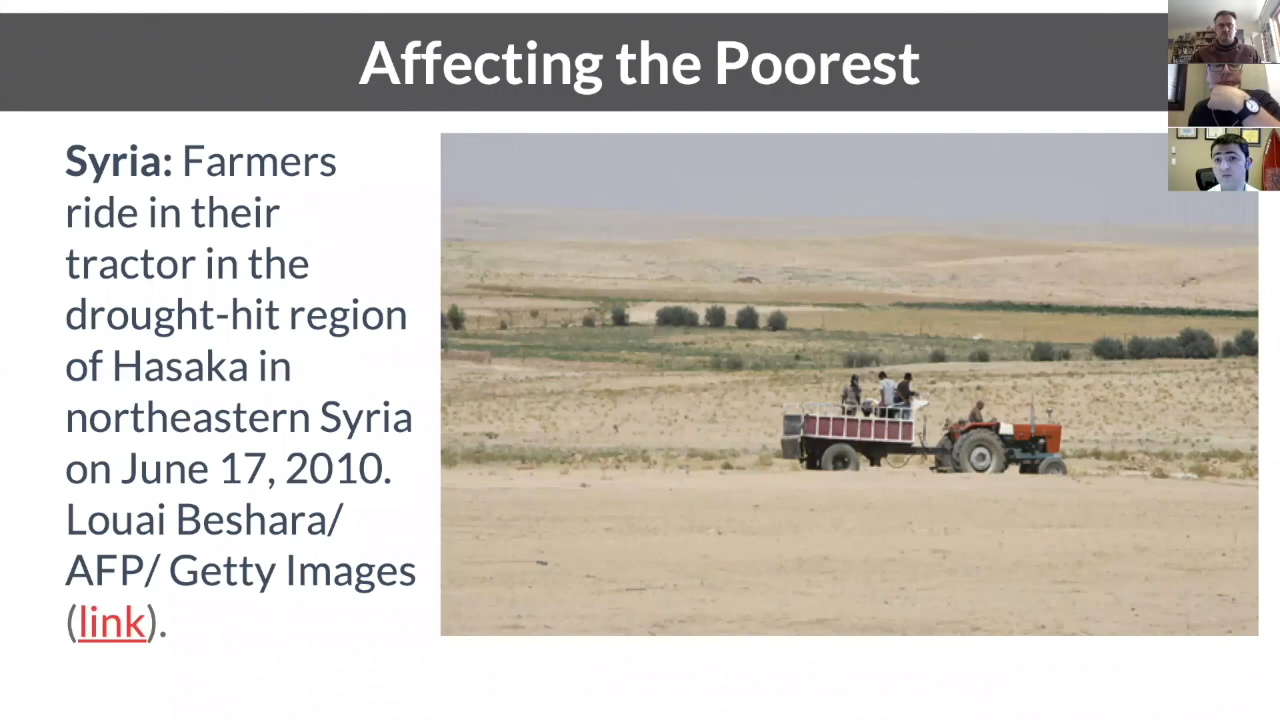 Affecting the Poorest
Syria: Farmers
ride in their
tractor in the
drought-hit region
of Hasaka in
northeastern Syria
on June 17, 2010.
Louai Beshara/
AFP/ Getty Images
(link).